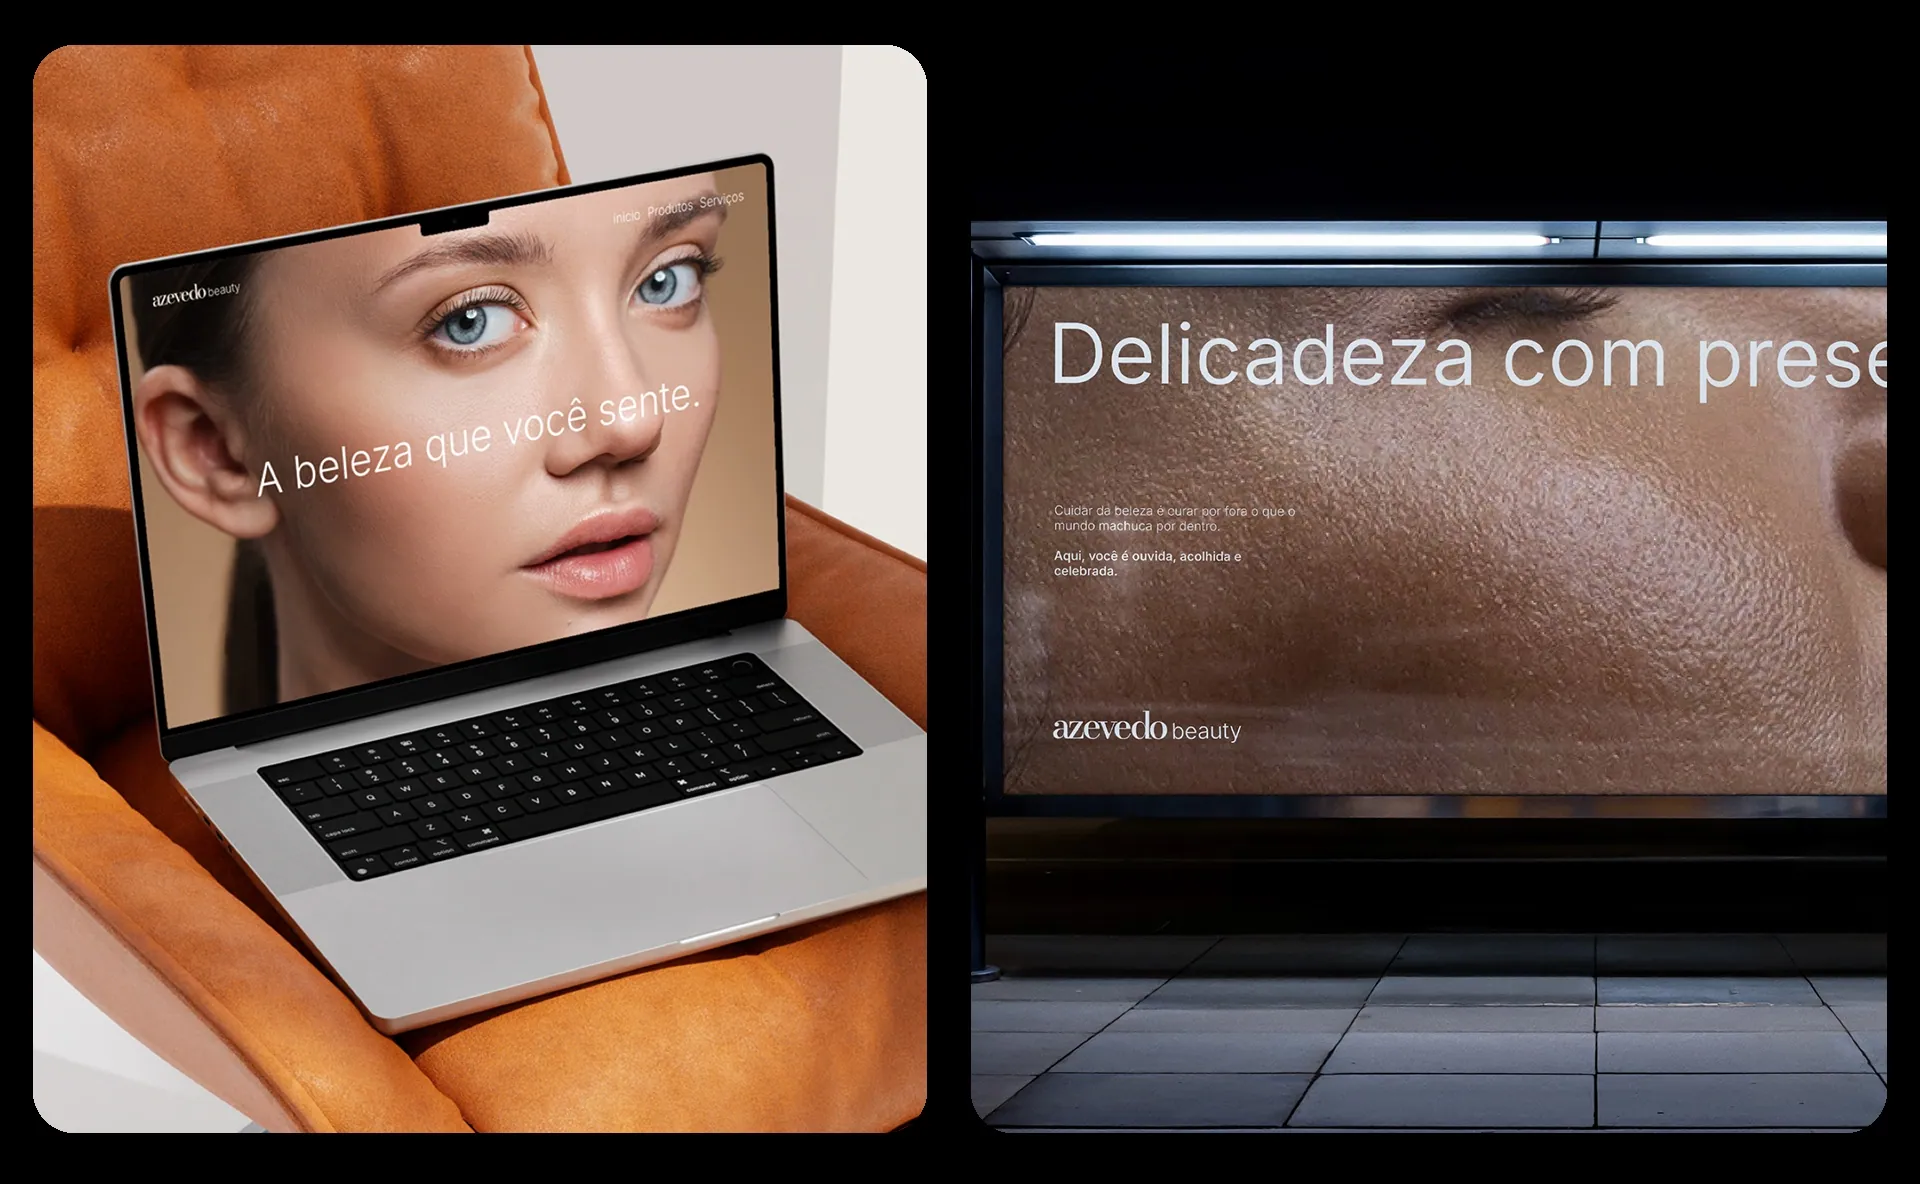 Início Produtos Serviços
azevedo beauty
A beleza que você sente.
Delicadeza com prese
Cuidar da beleza é curar por fora o que o
mundo machuca por dentro.
Aqui, você é ouvida, acolhida e
celebrada.
azevedo beauty